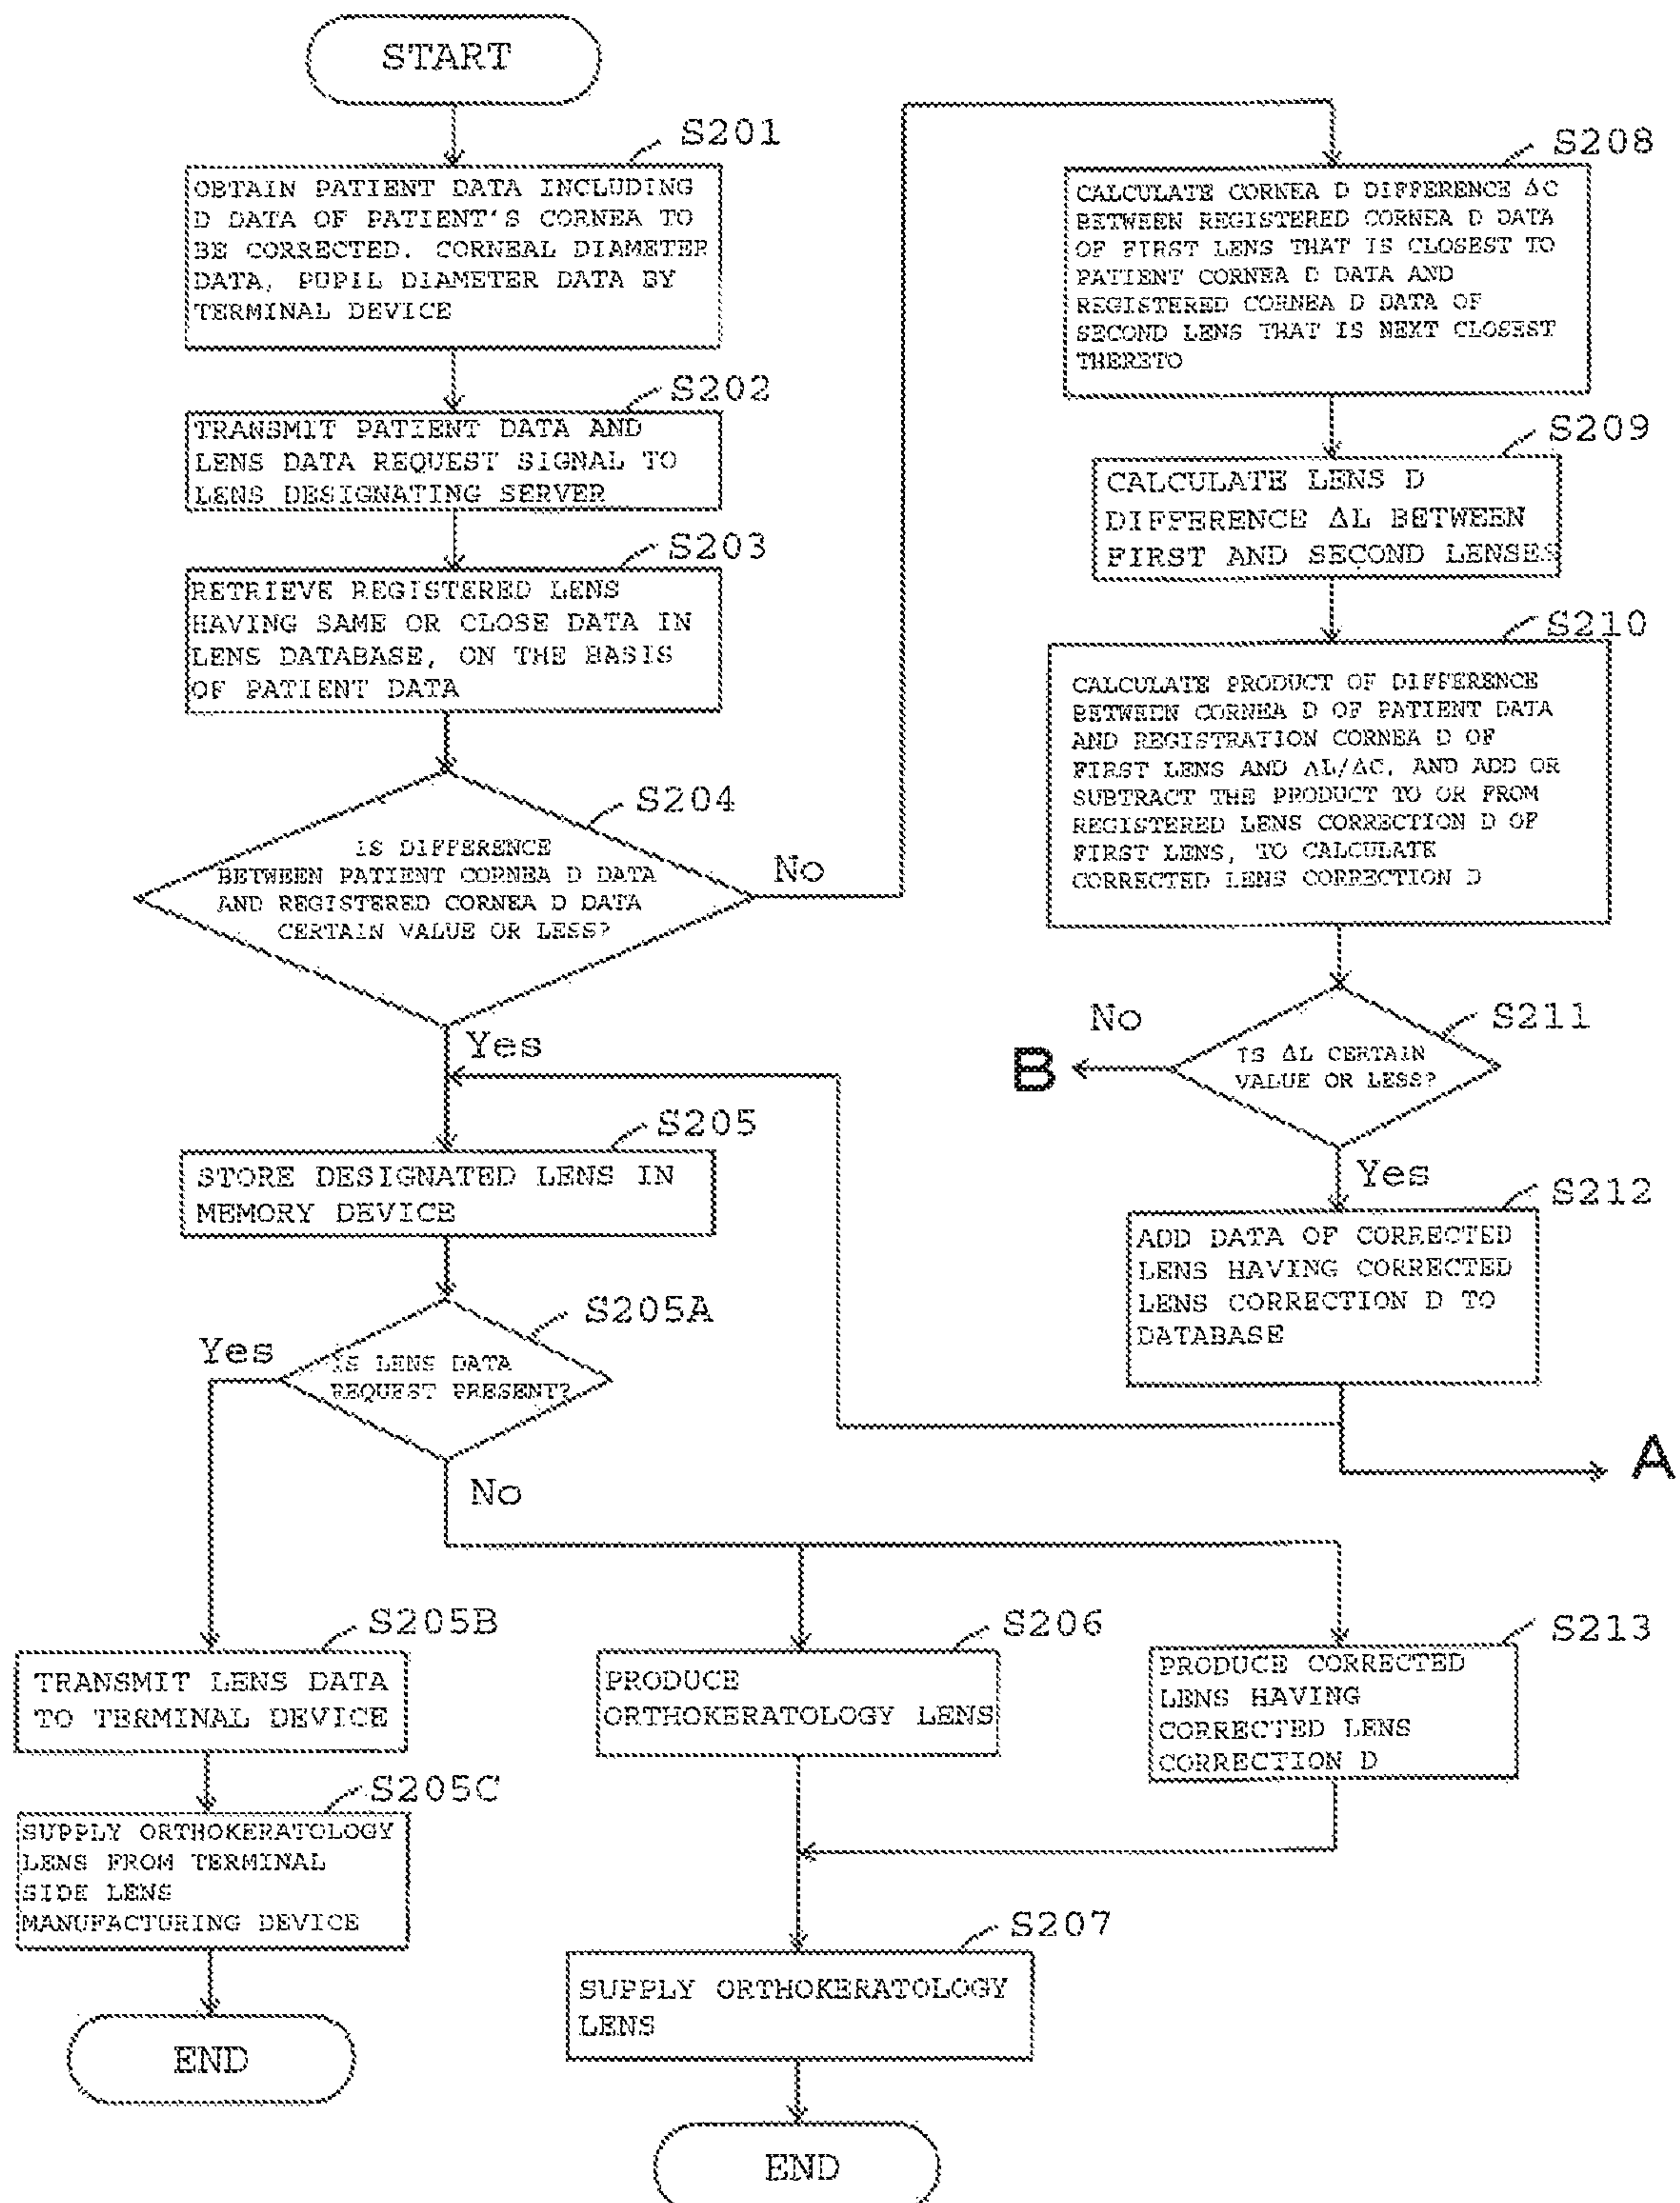 START
S201
OBTAIN PATIENT DATA INCLUDING
D DATA OF PATIENT'S CORNEA TO
BE CORRECTED. CORNEAL DIAMETER
DATA, PUPIL DIAMETER DATA BY
TERMINAL DEVICE
S202
TRANSMIT PATIENT DATA AND
LENS DATA REQUEST SIGNAL TO
LENS DESIGNATING SERVER
S203
RETRIEVE REGISTERED LENS
HAVING SAME OR CLOSE DATA IN
LENS DATABASE, ON THE BASIS
OF PATIENT DATA
S204
IS DIFFERENCE
BETWEEN PATIENT CORNEA D DATA
AND REGISTERED CORNEA D DATA
CERTAIN VALUE OR LESS?
No
Yes
S205
STORE DESIGNATED LENS IN
MEMORY DEVICE
S205A
IS LENS DATA
REQUEST PRESENT?
Yes
No
S205B
TRANSMIT LENS DATA
TO TERMINAL DEVICE
S205C
SUPPLY ORTHOKERATOLOGY
LENS FROM TERMINAL
SIDE LENS
MANUFACTURING DEVICE
END
S206
PRODUCE
ORTHOKERATOLOGY LENS
S207
SUPPLY ORTHOKERATOLOGY
LENS
END
S208
CALCULATE CORNEA D DIFFERENCE ΔC
BETWEEN REGISTERED CORNEA D DATA
OF FIRST LENS THAT IS CLOSEST TO
PATIENT CORNEA D DATA AND
REGISTERED CORNEA D DATA OF
SECOND LENS THAT IS NEXT CLOSEST
THERETO
S209
CALCULATE LENS D
DIFFERENCE ΔL BETWEEN
FIRST AND SECOND LENSES
S210
CALCULATE PRODUCT OF DIFFERENCE
BETWEEN CORNEA D OF PATIENT DATA
AND REGISTRATION CORNEA D OF
FIRST LENS AND ΔL/ΔC, AND ADD OR
SUBTRACT THE PRODUCT TO OR FROM
REGISTERED LENS CORRECTION D OF
FIRST LENS, TO CALCULATE
CORRECTED LENS CORRECTION D
S211
IS ΔL CERTAIN
VALUE OR LESS?
No
B
Yes
S212
ADD DATA OF CORRECTED
LENS HAVING CORRECTED
LENS CORRECTION D TO
DATABASE
A
S213
PRODUCE CORRECTED
LENS HAVING
CORRECTED LENS
CORRECTION D